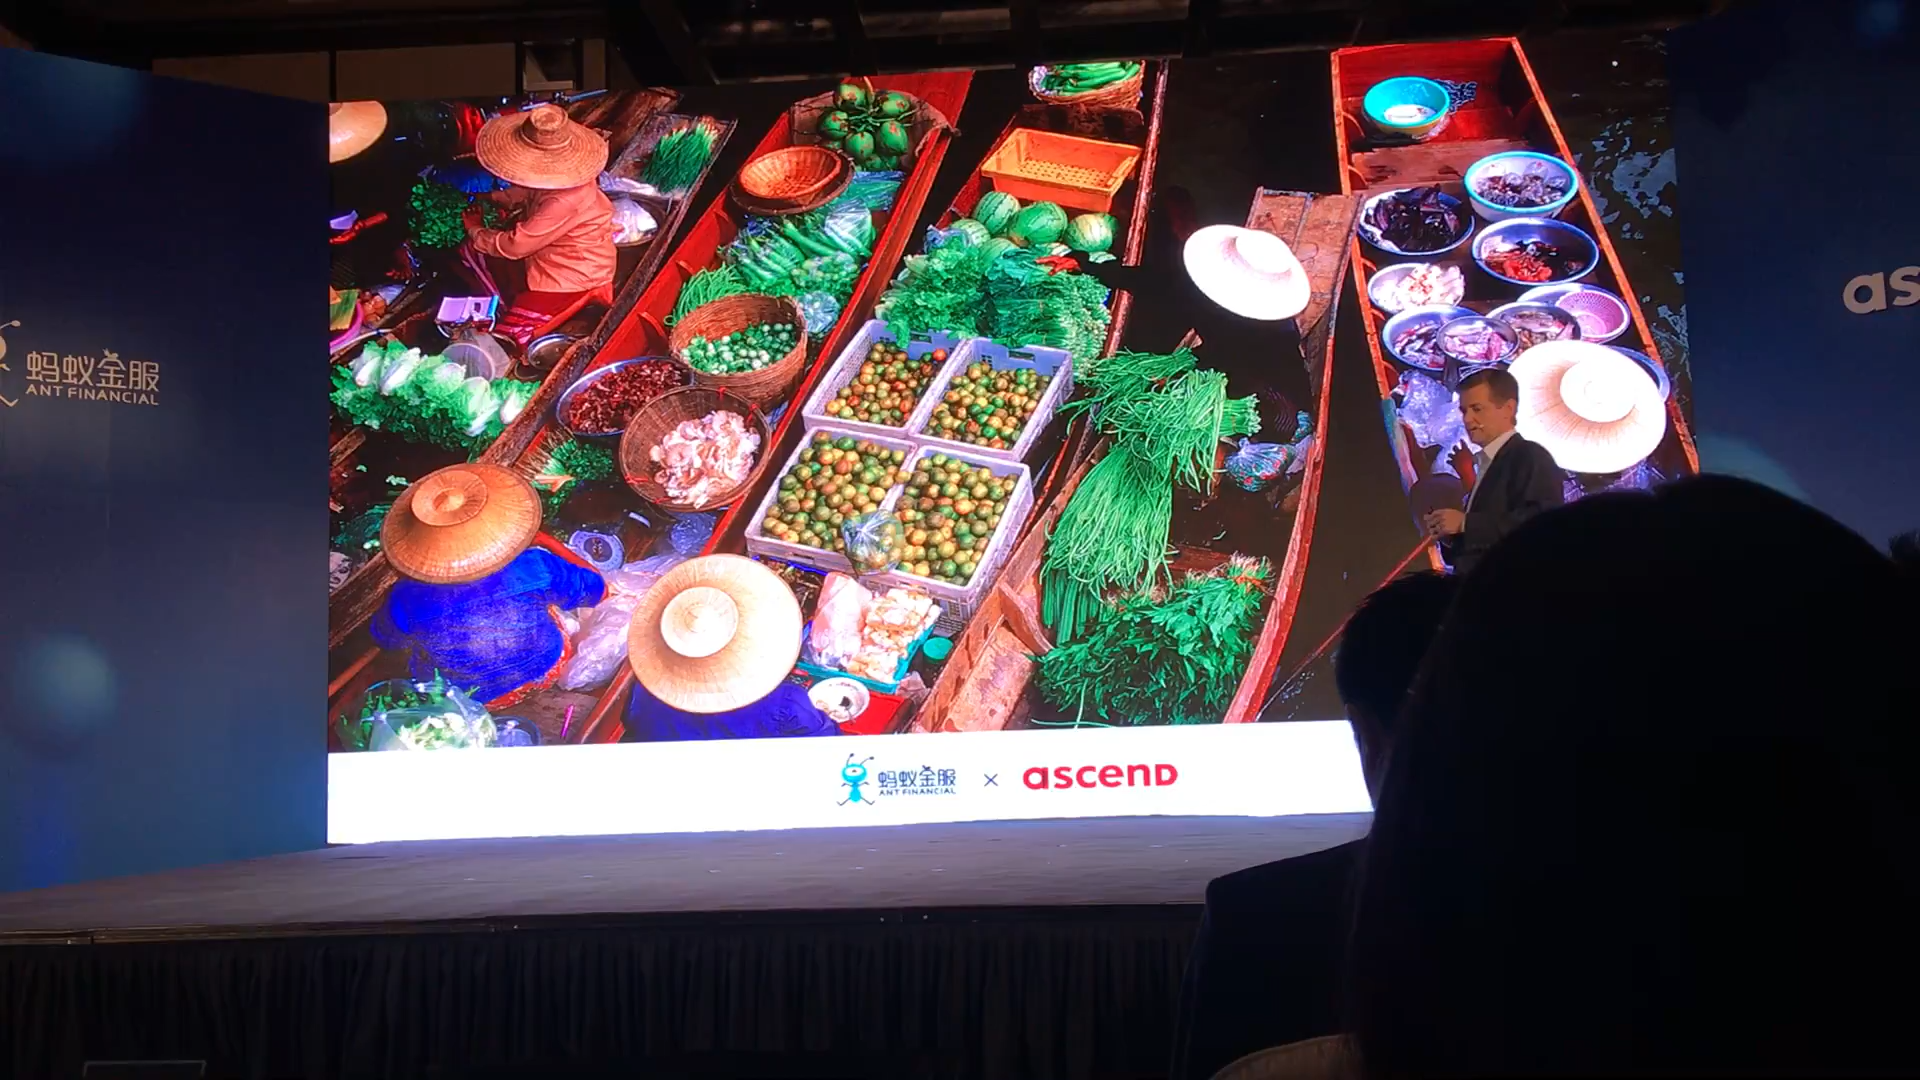 蚂蚁金服
ANT FINANCIAL
as
蚂蚁金服
ANT FINANCIAL
×
ascend